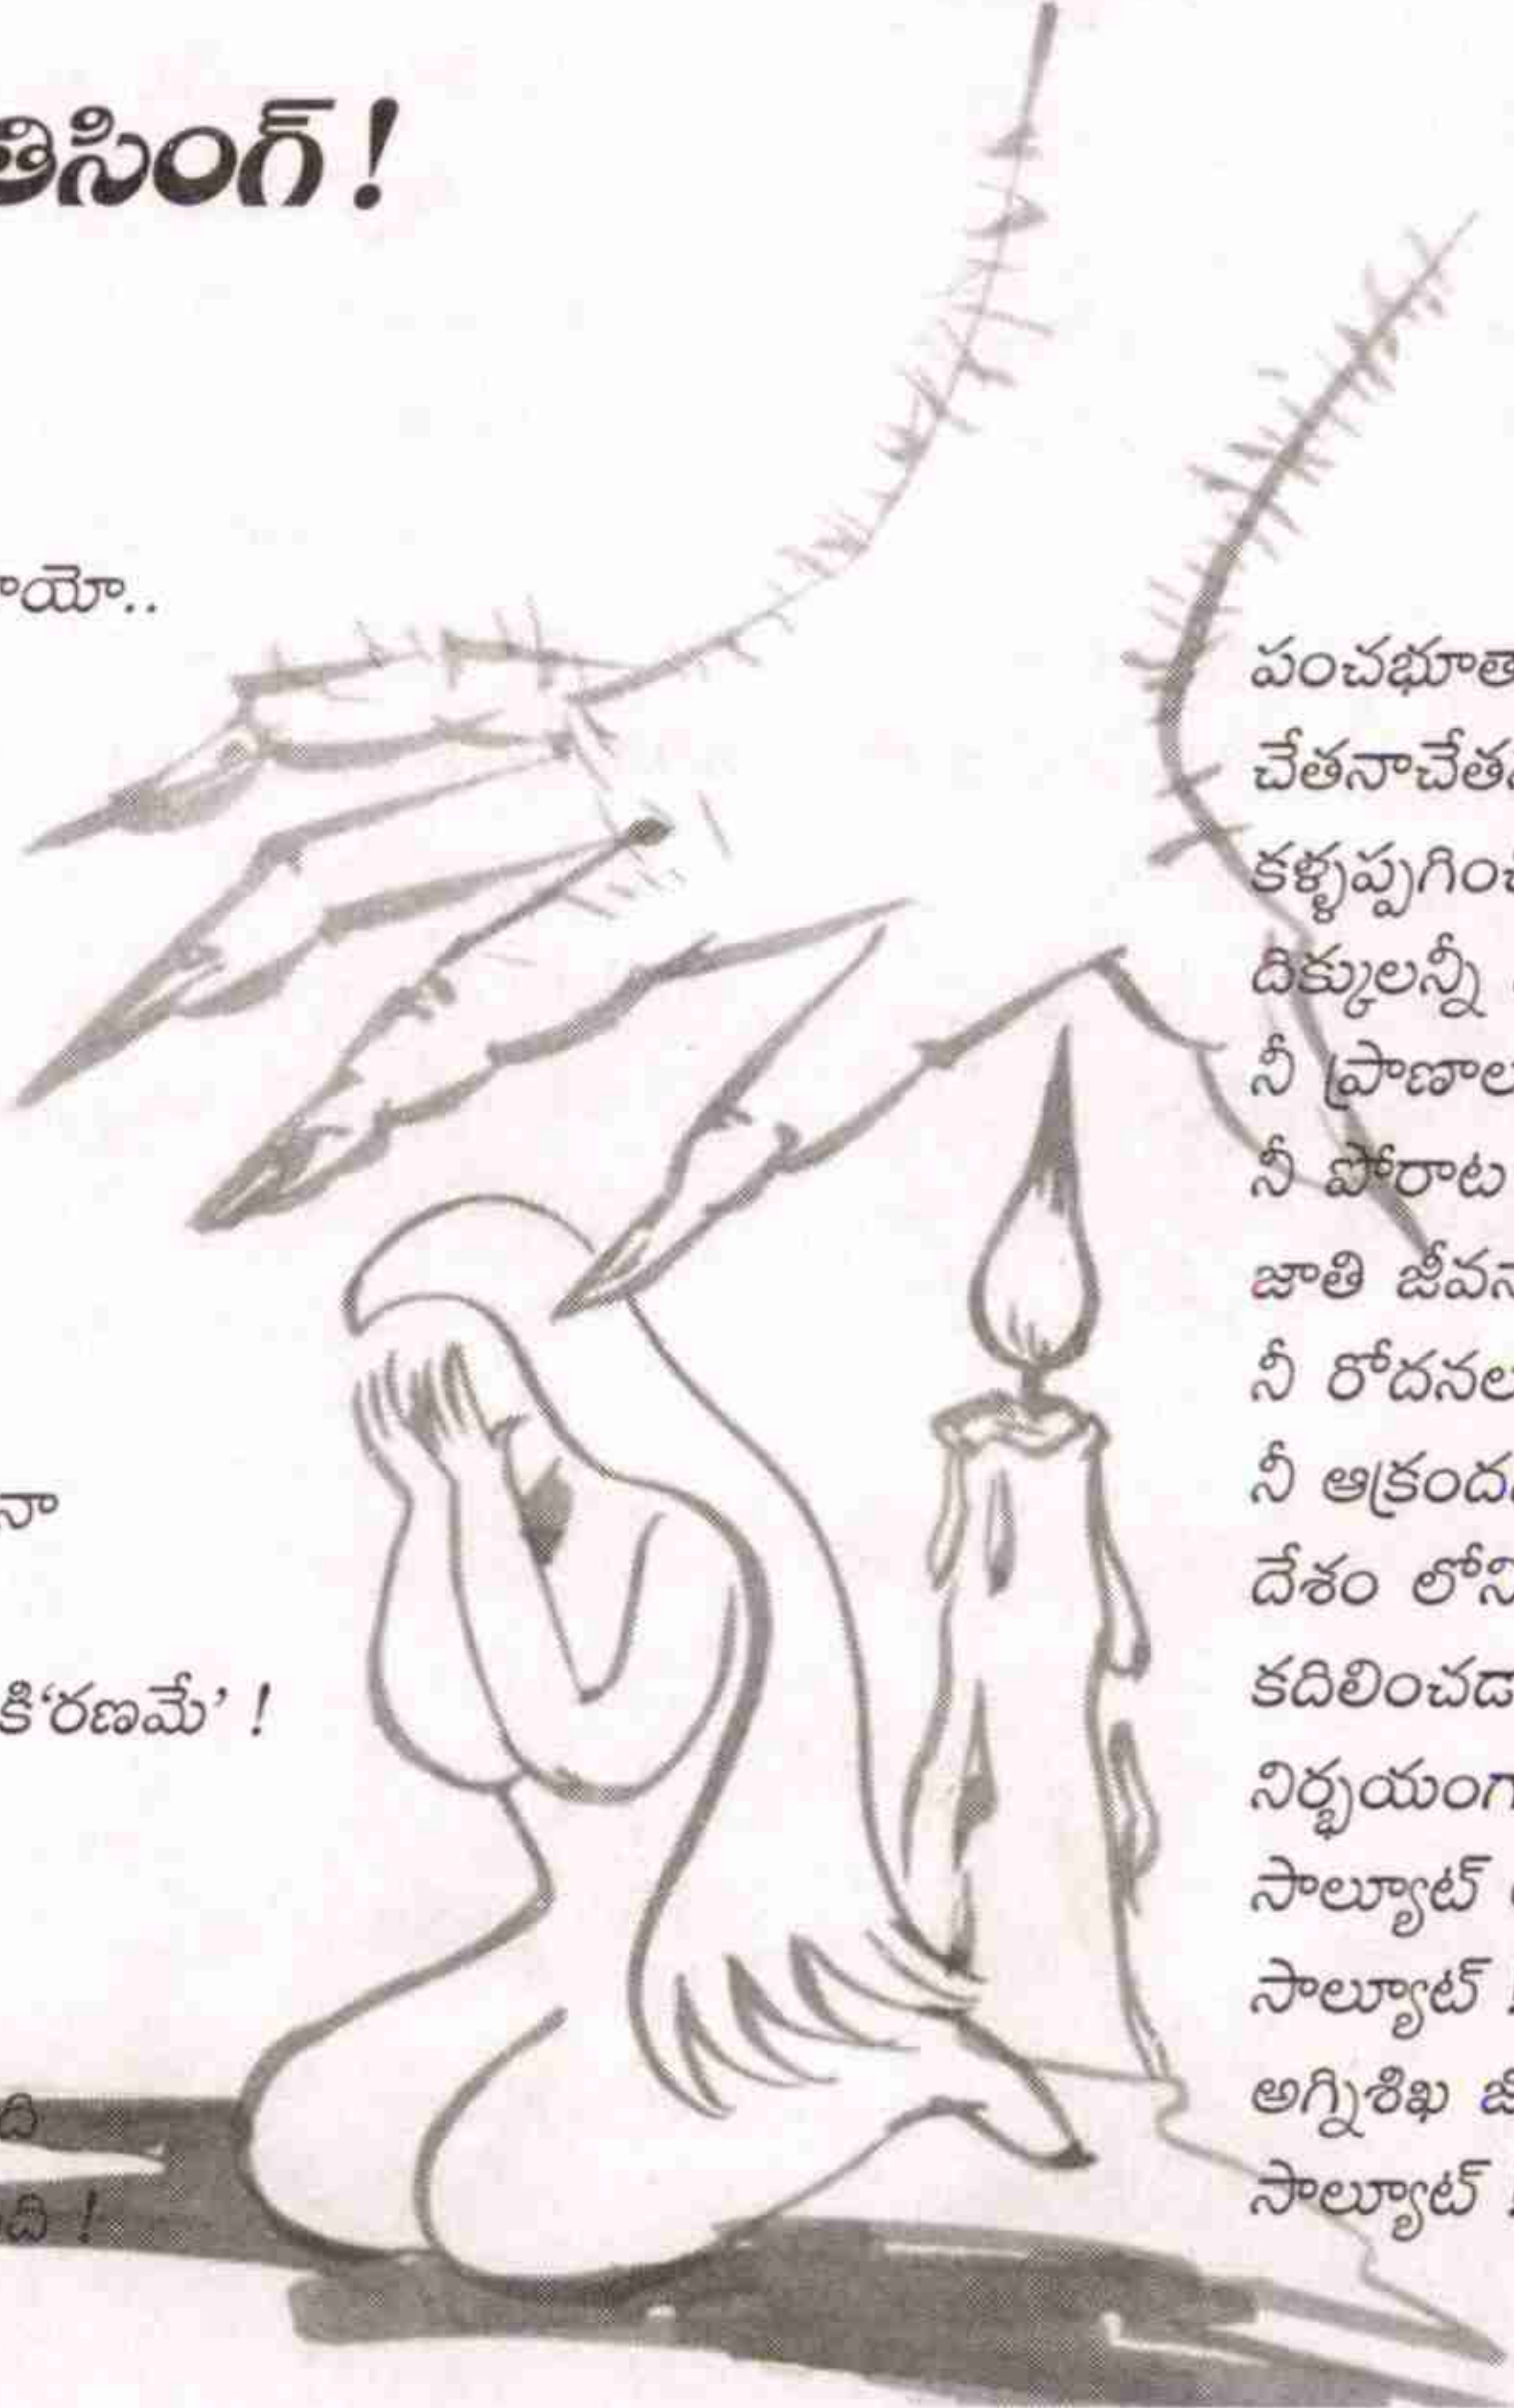 తిసింగ్ !
ాయో..
నా
కి‘రణమే’ !
ది
ది !
పంచభూతా
చేతనాచేత
కళ్ళప్పగించ
దిక్కులన్నీ
నీ ప్రాణాల
నీ పోరాట
జాతి జీవన
నీ రోదనల
నీ ఆక్రంద
దేశం లోని
కదిలించడా
నిర్భయంగా
సాల్యూట్
సాల్యూట్ !
అగ్నిశిఖ జ
సాల్యూట్ !